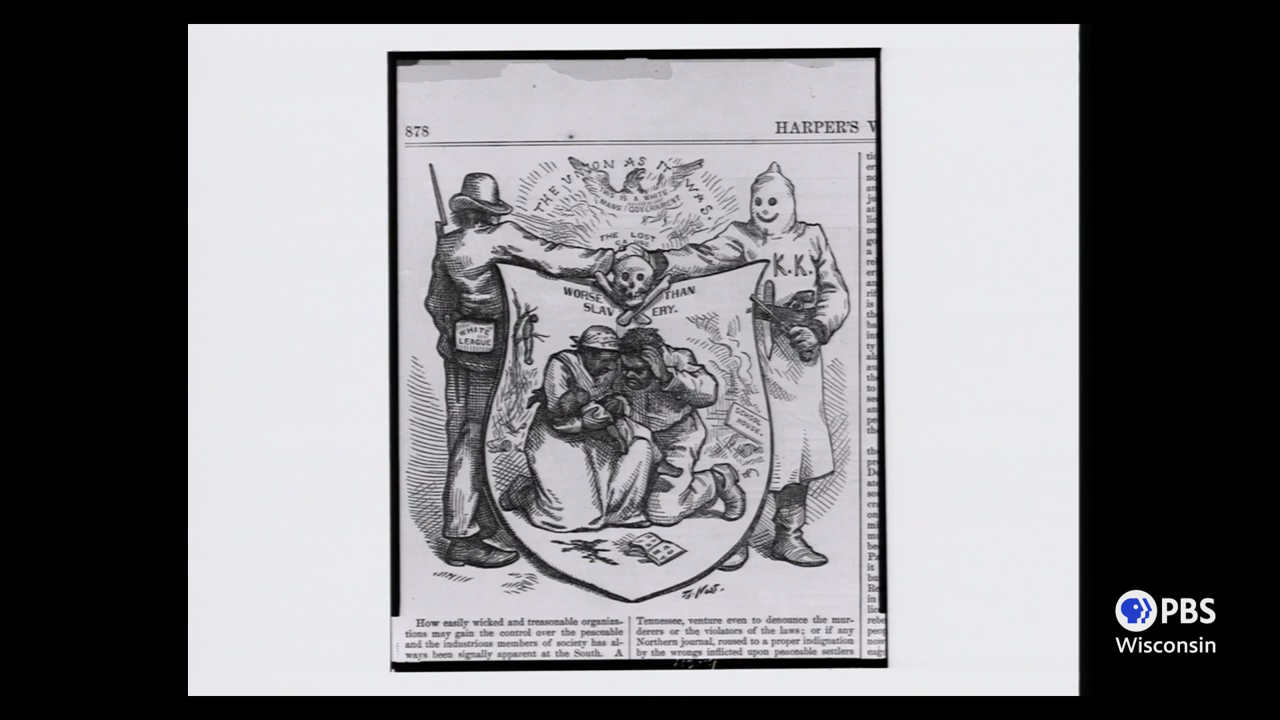 878
HARPER'S W
THE UNION AS IT WAS
THIS IS A WHITE
MANS GOVERNMENT
THE LOST
CAUSE
WORSE THAN
SLAVERY.
K.K.
WHITE
LEAGUE
SCHOOL
HOUSE.
Th: Nast.
How easily wicked and treasonable organiza-
tions may gain the control over the peaceable
and the industrious members of society has al-
ways been signally apparent at the South. A
Tennessee, venture even to denounce the mur-
derers or the violators of the laws; or if any
Northern journal, roused to a proper indignation
by the wrongs inflicted upon peaceable settlers
PBS
Wisconsin